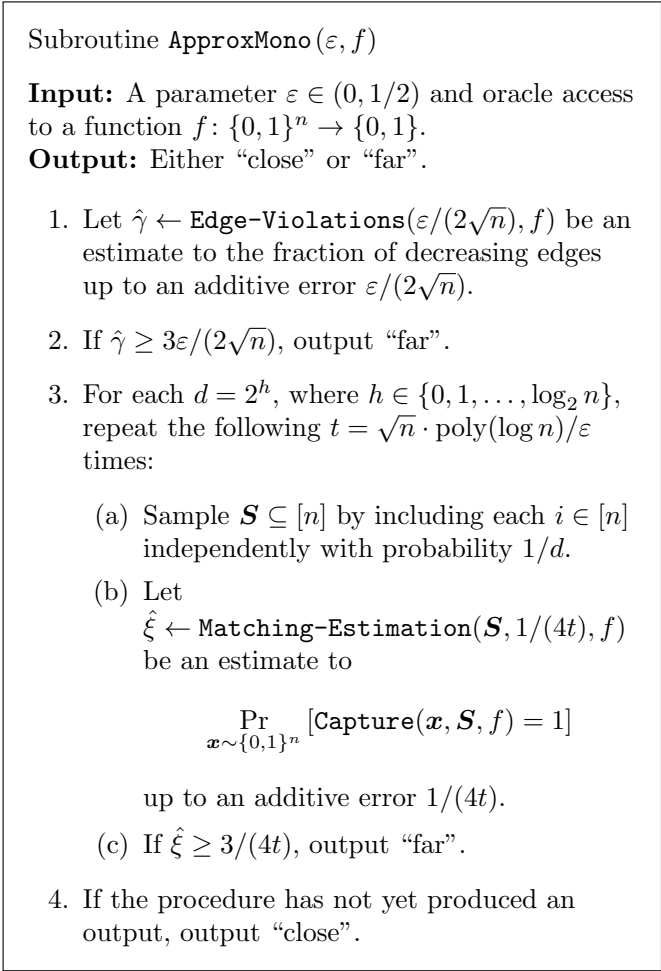 Subroutine ApproxMono(ε, f)
Input: A parameter ε ∈ (0, 1/2) and oracle access
to a function f : {0, 1}ⁿ → {0, 1}.
Output: Either “close” or “far”.
1. Let γ̂ ← Edge-Violations(ε/(2√n), f) be an
estimate to the fraction of decreasing edges
up to an additive error ε/(2√n).
2. If γ̂ ≥ 3ε/(2√n), output “far”.
3. For each d = 2ʰ, where h ∈ {0, 1, . . . , log₂ n},
repeat the following t = √n · poly(log n)/ε
times:
(a) Sample S ⊆ [n] by including each i ∈ [n]
independently with probability 1/d.
(b) Let
ξ̂ ← Matching-Estimation(S, 1/(4t), f)
be an estimate to
Pr [Capture(x, S, f) = 1]
x∼{0,1}ⁿ
up to an additive error 1/(4t).
(c) If ξ̂ ≥ 3/(4t), output “far”.
4. If the procedure has not yet produced an
output, output “close”.